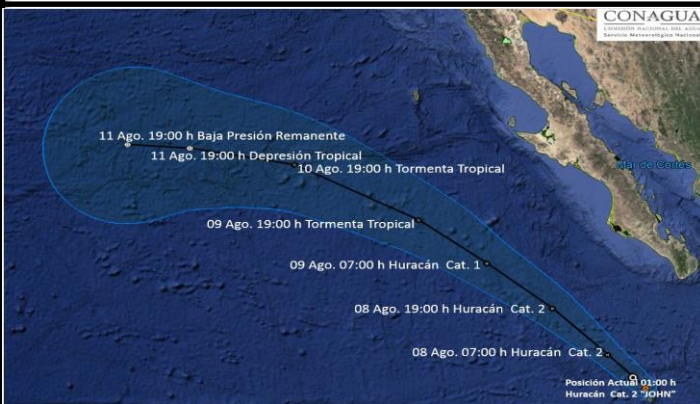 CONAGUA
COMISIÓN NACIONAL DEL AGUA
Servicio Meteorológico Nacional
11 Ago. 19:00 h Baja Presión Remanente
11 Ago. 19:00 h Depresión Tropical
10 Ago. 19:00 h Tormenta Tropical
Mar de Cortés
09 Ago. 19:00 h Tormenta Tropical
09 Ago. 07:00 h Huracán Cat. 1
08 Ago. 19:00 h Huracán Cat. 2
08 Ago. 07:00 h Huracán Cat. 2
Posición Actual 01:00 h
Huracán Cat. 2 "JOHN"